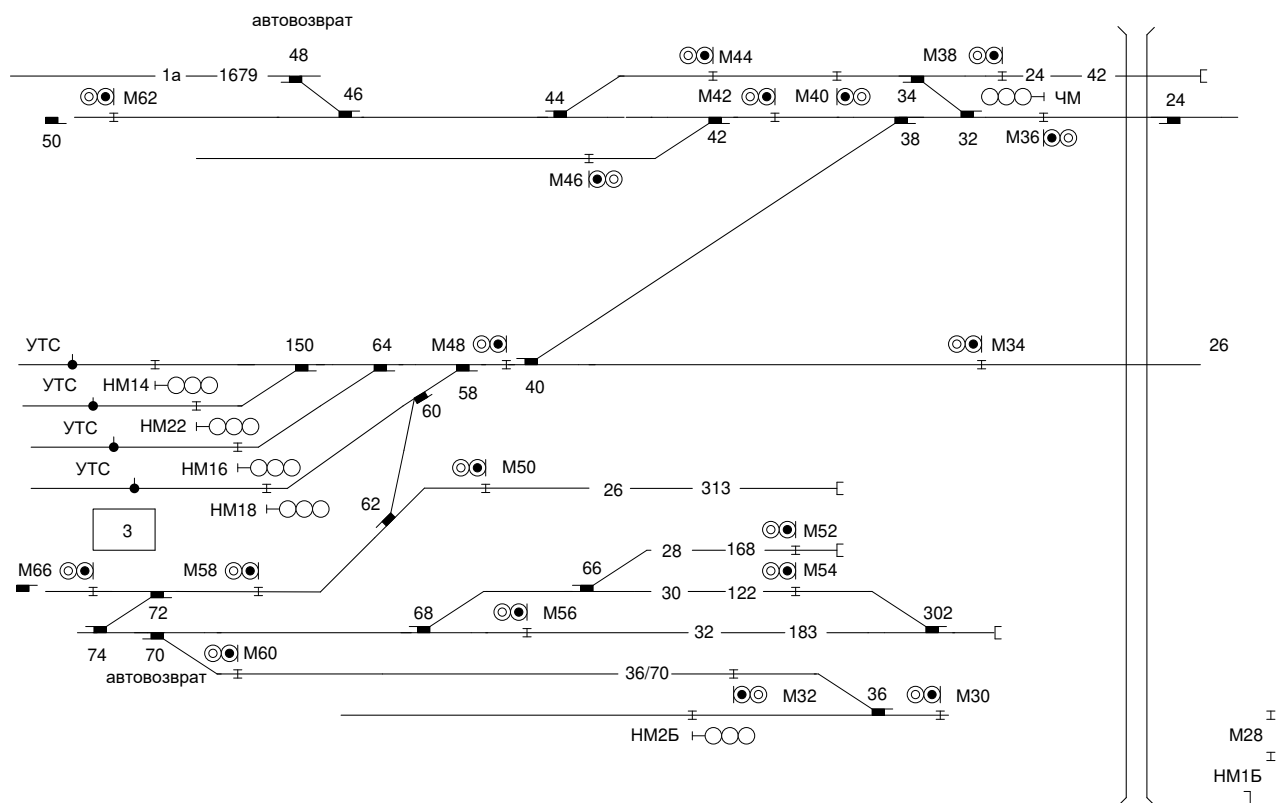 автовозврат
48
М44
М38
1а 1679
24 42
М62
46
44
М42
М40
34
ЧМ
24
50
42
38
32
М36
М46
УТС
150
64
М48
М34
26
УТС
НМ14
58
40
УТС
НМ22
60
УТС
НМ16
М50
НМ18
62
26 313
3
М52
28 168
М66
М58
66
М54
30 122
72
68
М56
302
32 183
74
70
М60
автовозврат
36/70
М32
36
М30
НМ2Б
М28
НМ1Б